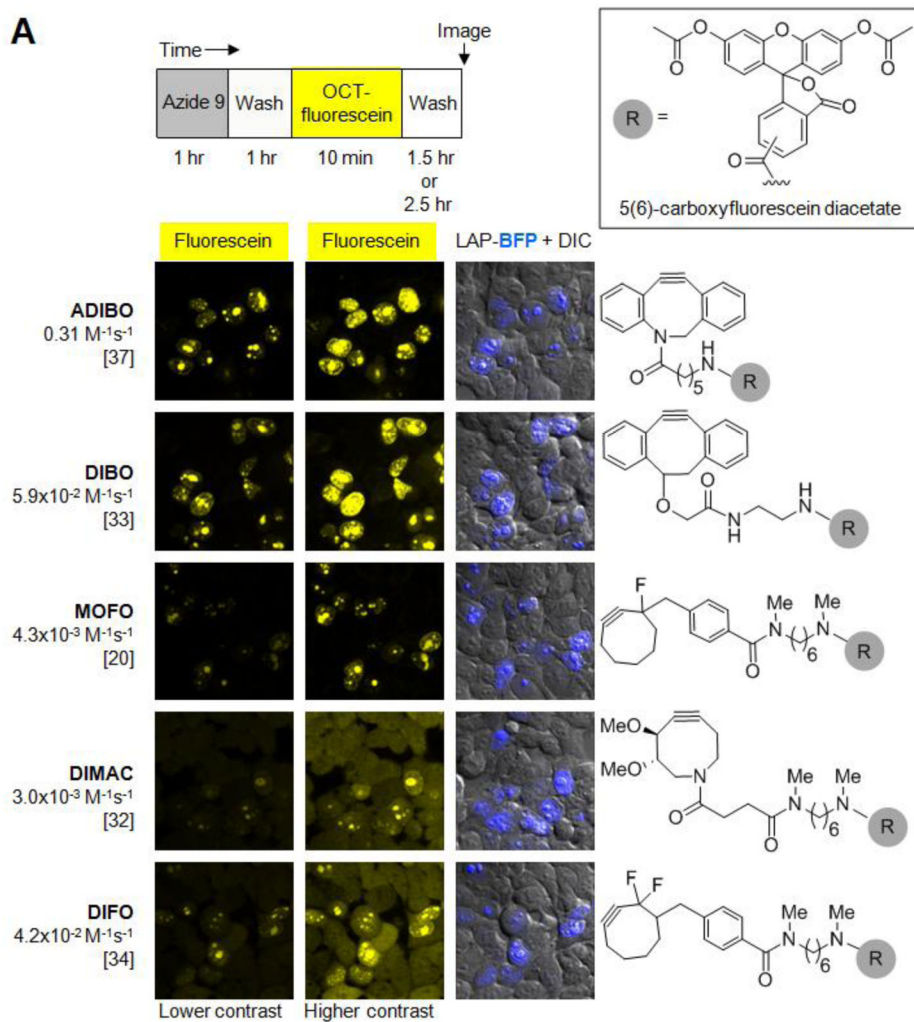 A
Time
Image
Azide 9
Wash
OCT-
fluorescein
Wash
1 hr
1 hr
10 min
1.5 hr
or
2.5 hr
O
O
O
O
O
O
O
R
=
O
5(6)-carboxyfluorescein diacetate
Fluorescein
Fluorescein
LAP-BFP + DIC
ADIBO
0.31 M⁻¹s⁻¹
[37]
N
O
H
N
5
R
DIBO
5.9x10⁻² M⁻¹s⁻¹
[33]
O
O
N
H
H
N
R
MOFO
4.3x10⁻³ M⁻¹s⁻¹
[20]
F
O
Me
N
6
Me
N
R
DIMAC
3.0x10⁻³ M⁻¹s⁻¹
[32]
MeO
MeO
N
O
O
Me
N
6
Me
N
R
DIFO
4.2x10⁻² M⁻¹s⁻¹
[34]
F
F
O
Me
N
6
Me
N
R
Lower contrast
Higher contrast